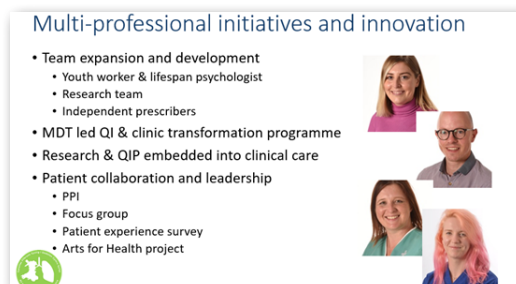 Multi-professional initiatives and innovation
• Team expansion and development
• Youth worker & lifespan psychologist
• Research team
• Independent prescribers
• MDT led QI & clinic transformation programme
• Research & QIP embedded into clinical care
• Patient collaboration and leadership
• PPI
• Focus group
• Patient experience survey
• Arts for Health project